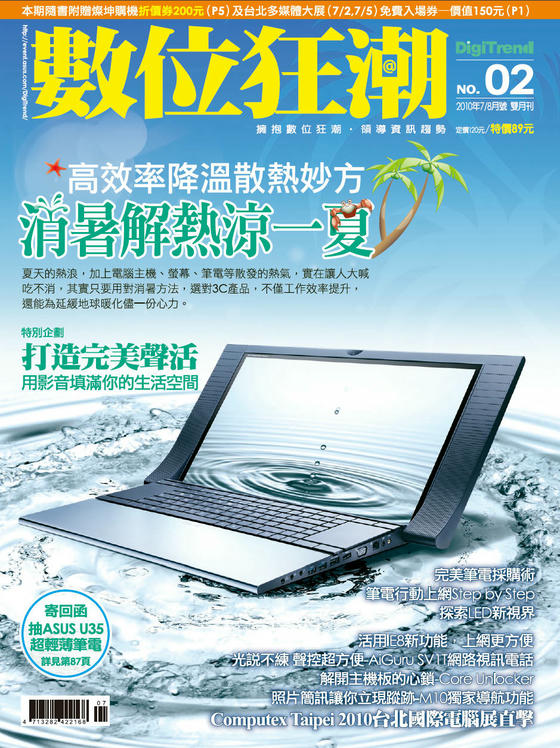 本期隨書附贈燦坤購機折價券200元(P5)及台北多媒體大展(7/2,7/5)免費入場券—價值150元(P1)
http://event.asus.com/DigiTrend/
數位狂潮
@
DigiTrend
NO. 02
2010年7/8月號 雙月刊
定價120元/特價89元
擁抱數位狂潮・領導資訊趨勢
高效率降溫散熱妙方
消暑解熱涼一夏
夏天的熱浪，加上電腦主機、螢幕、筆電等散發的熱氣，實在讓人大喊
吃不消，其實只要用對消暑方法，選對3C產品，不僅工作效率提升，
還能為延緩地球暖化儘一份心力。
特別企劃
打造完美聲活
用影音填滿你的生活空間
完美筆電採購術
筆電行動上網Step by Step
探索LED新視界
寄回函
抽ASUS U35
超輕薄筆電
詳見第87頁
活用IE8新功能，上網更方便
光説不練 聲控超方便-AiGuru SV1T網路視訊電話
解開主機板的心鎖-Core Unlocker
照片簡訊讓你立現蹤跡-M10獨家導航功能
Computex Taipei 2010台北國際電腦展直擊
07
4 713282 422168